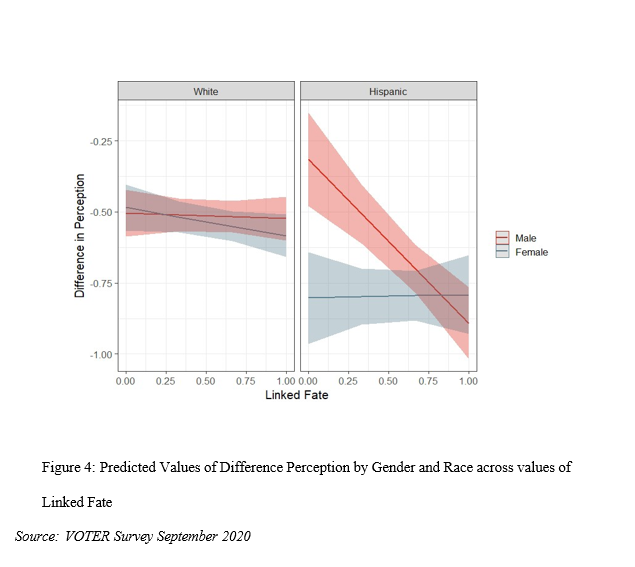 White
Hispanic
Difference in Perception
-0.25
-0.50
-0.75
-1.00
0.00 0.25 0.50 0.75 1.00
0.00 0.25 0.50 0.75 1.00
Linked Fate
Male
Female
Figure 4: Predicted Values of Difference Perception by Gender and Race across values of
Linked Fate
Source: VOTER Survey September 2020